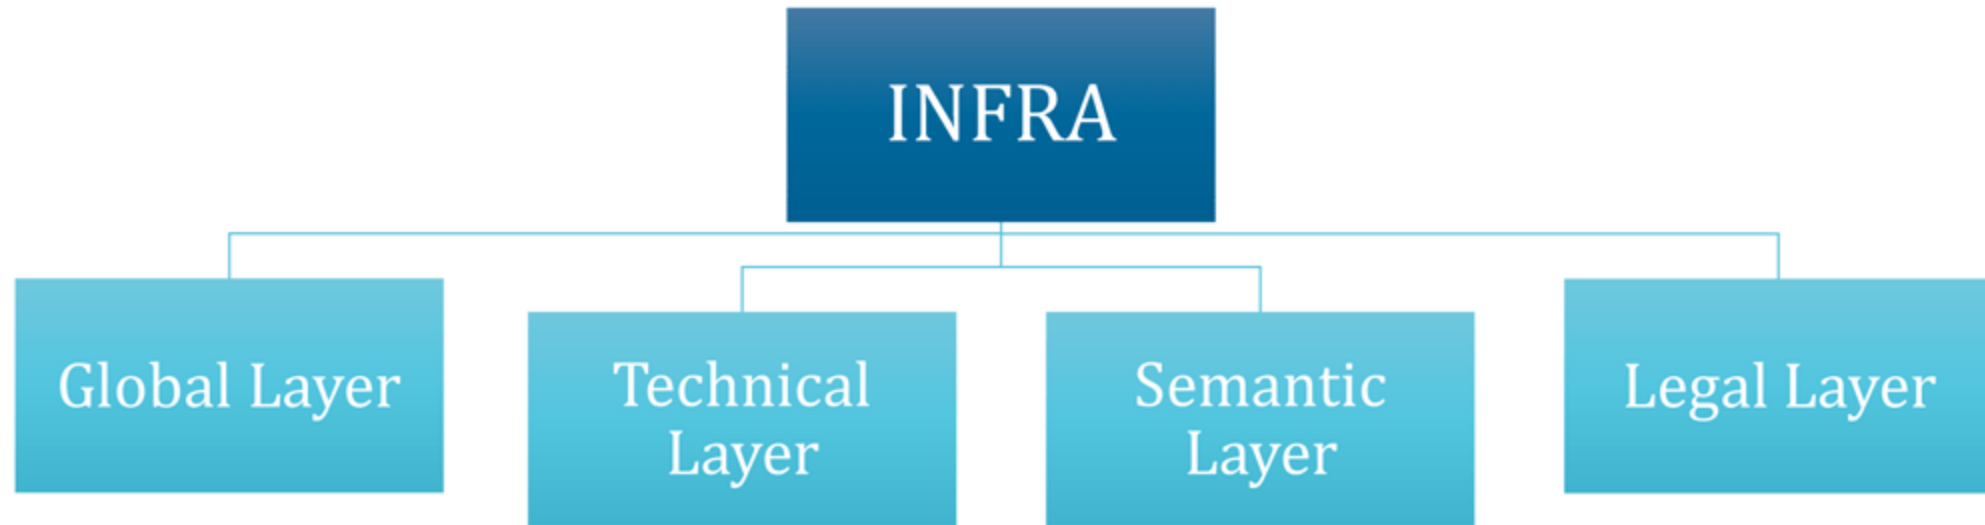 INFRA
Global Layer
Technical
Layer
Semantic
Layer
Legal Layer